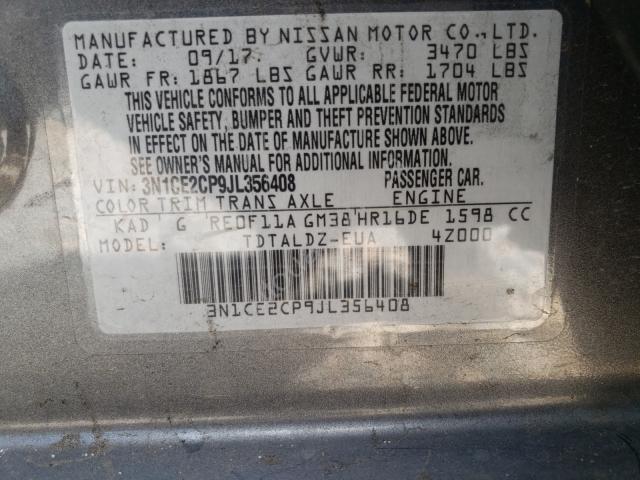 MANUFACTURED BY NISSAN MOTOR CO., LTD.
DATE: 09/17 GVWR: 3470 LBS
GAWR FR: 1867 LBS GAWR RR: 1704 LBS
THIS VEHICLE CONFORMS TO ALL APPLICABLE FEDERAL MOTOR
VEHICLE SAFETY, BUMPER AND THEFT PREVENTION STANDARDS
IN EFFECT ON THE DATE OF MANUFACTURE SHOWN ABOVE.
SEE OWNER'S MANUAL FOR ADDITIONAL INFORMATION.
VIN: 3N1CE2CP9JL356408 PASSENGER CAR.
COLOR TRIM TRANS AXLE ENGINE
KAD G RE0F11A GM38 HR16DE 1598 CC
MODEL: TDTALDZ-EUA 4Z000
3N1CE2CP9JL356408